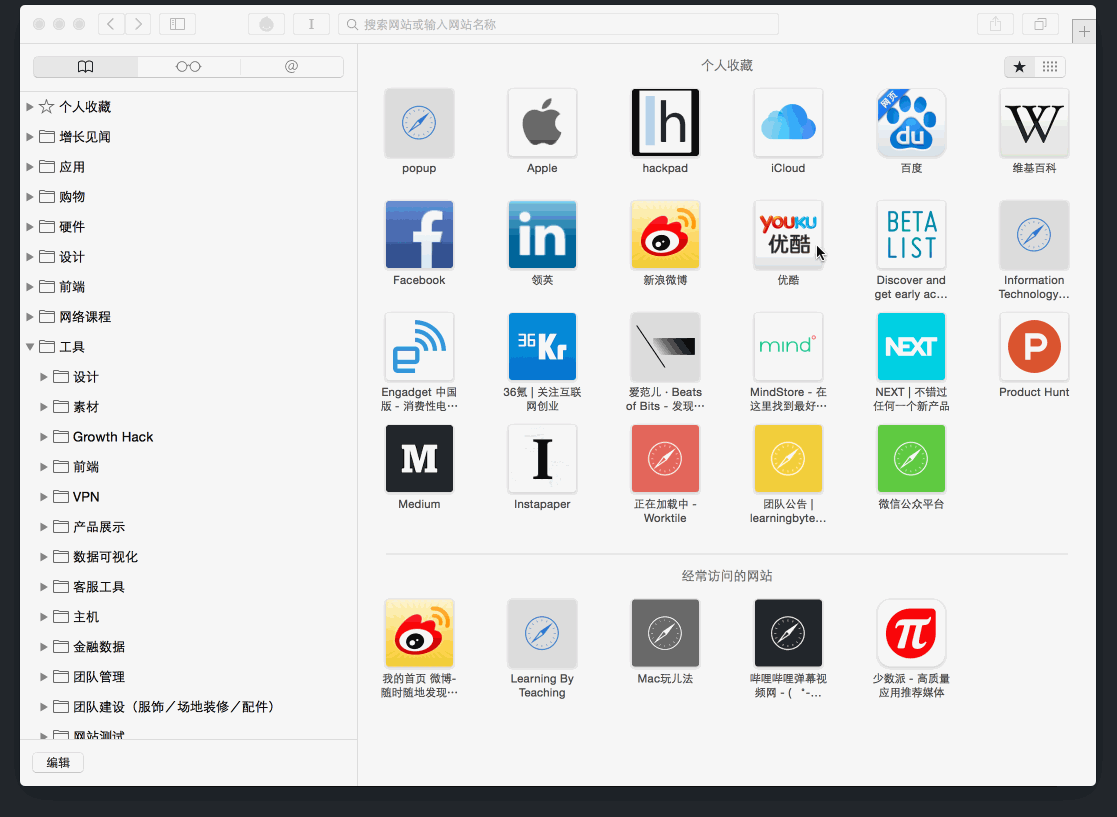 搜索网站或输入网站名称
@
个人收藏
增长见闻
应用
购物
硬件
设计
前端
网络课程
工具
设计
素材
Growth Hack
前端
VPN
产品展示
数据可视化
客服工具
主机
金融数据
团队管理
团队建设（服饰／场地装修／配件）
网站测试
编辑
个人收藏
h
网页
du
W
popup
Apple
hackpad
iCloud
百度
维基百科
f
in
YOUKU
优酷
BETA
LIST
Facebook
领英
新浪微博
优酷
Discover and
get early ac…
Information
Technology…
e
36Kr
mind
NEXT
P
Engadget 中国
版 - 消费性电…
36氪 | 关注互联
网创业
爱范儿 · Beats
of Bits - 发现…
MindStore - 在
这里找到最好…
NEXT | 不错过
任何一个新产品
Product Hunt
M
I
Medium
Instapaper
正在加载中 -
Worktile
团队公告 |
learningbyte…
微信公众平台
经常访问的网站
π
我的首页 微博-
随时随地发现…
Learning By
Teaching
Mac玩儿法
哔哩哔哩弹幕视
频网 - ( ゜-…
少数派 - 高质量
应用推荐媒体